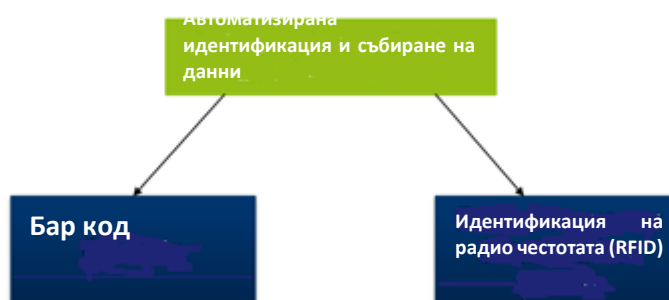 Автоматизирана
идентификация и събиране на
данни
Бар код
Идентификация на
радио честотата (RFID)